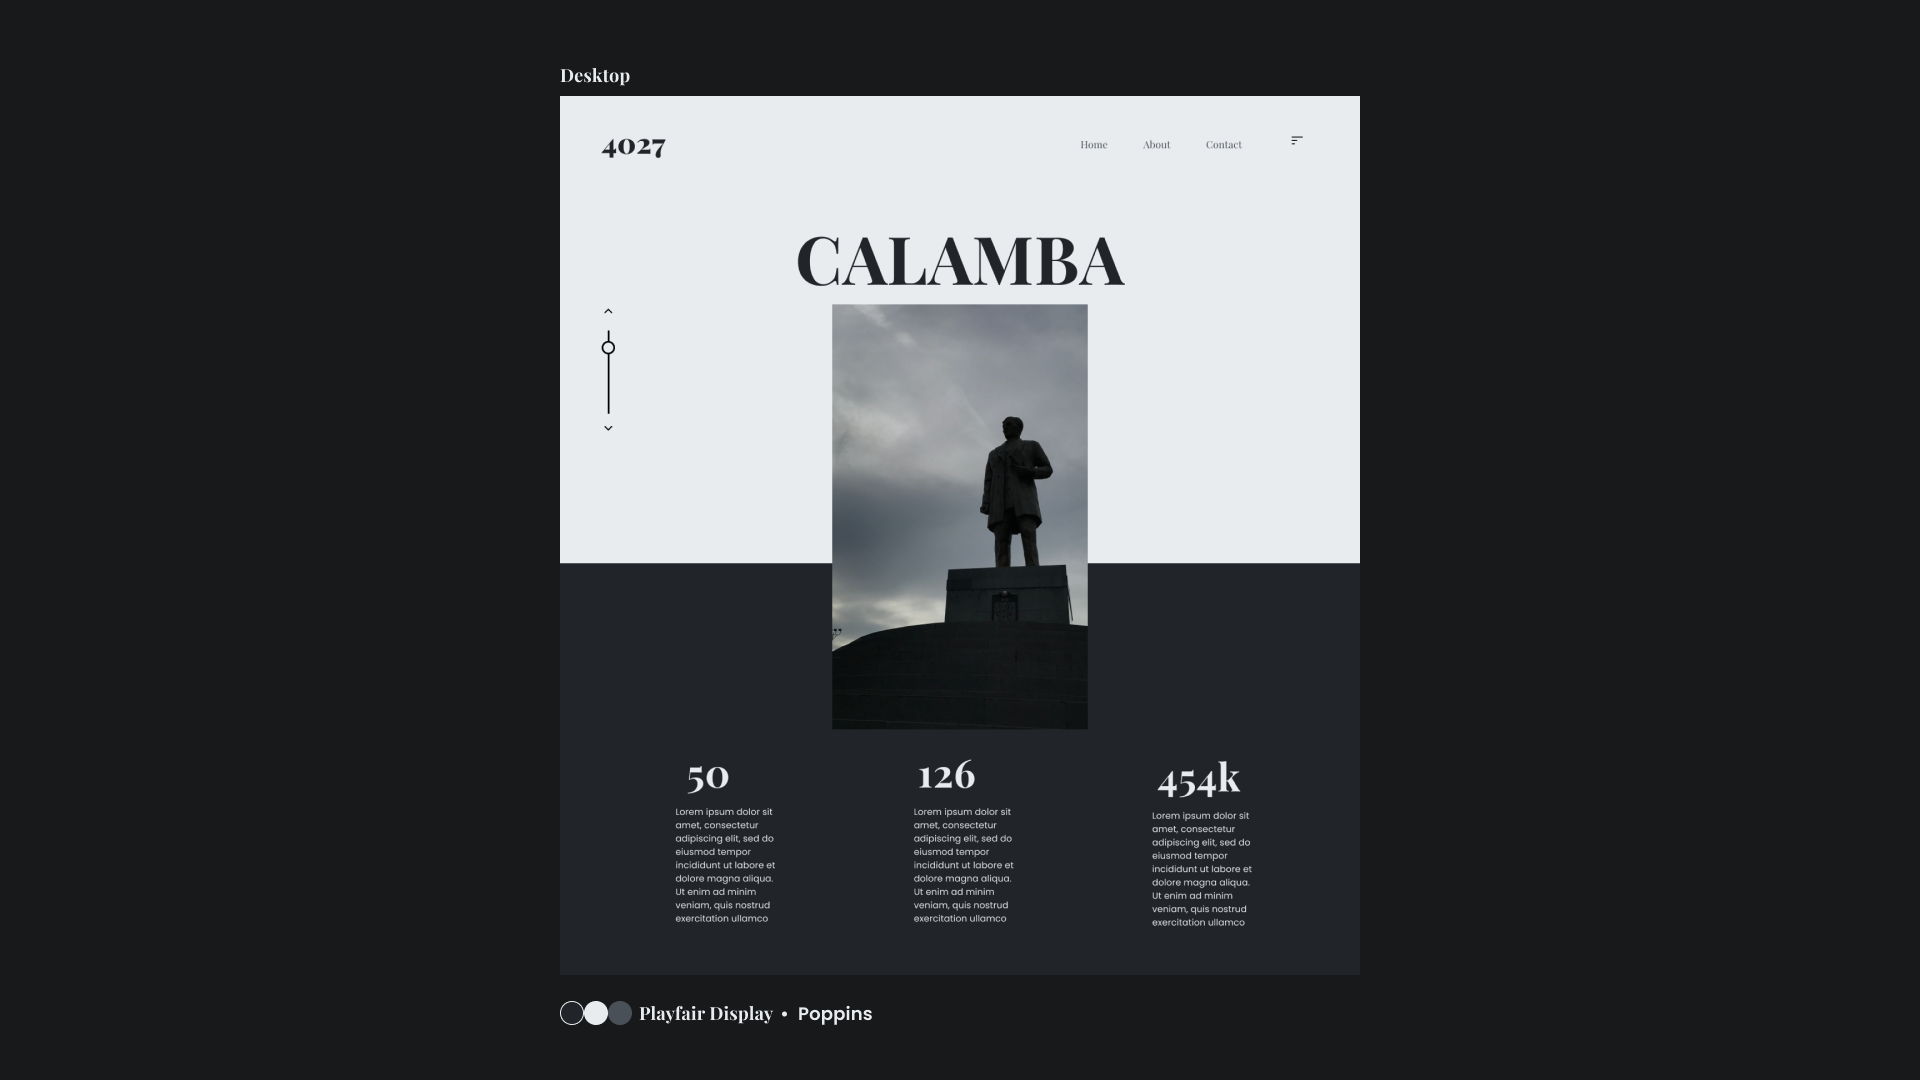 Desktop
4027
Home About Contact
CALAMBA
50
Lorem ipsum dolor sit
amet, consectetur
adipiscing elit, sed do
eiusmod tempor
incididunt ut labore et
dolore magna aliqua.
Ut enim ad minim
veniam, quis nostrud
exercitation ullamco
126
Lorem ipsum dolor sit
amet, consectetur
adipiscing elit, sed do
eiusmod tempor
incididunt ut labore et
dolore magna aliqua.
Ut enim ad minim
veniam, quis nostrud
exercitation ullamco
454k
Lorem ipsum dolor sit
amet, consectetur
adipiscing elit, sed do
eiusmod tempor
incididunt ut labore et
dolore magna aliqua.
Ut enim ad minim
veniam, quis nostrud
exercitation ullamco
Playfair Display • Poppins